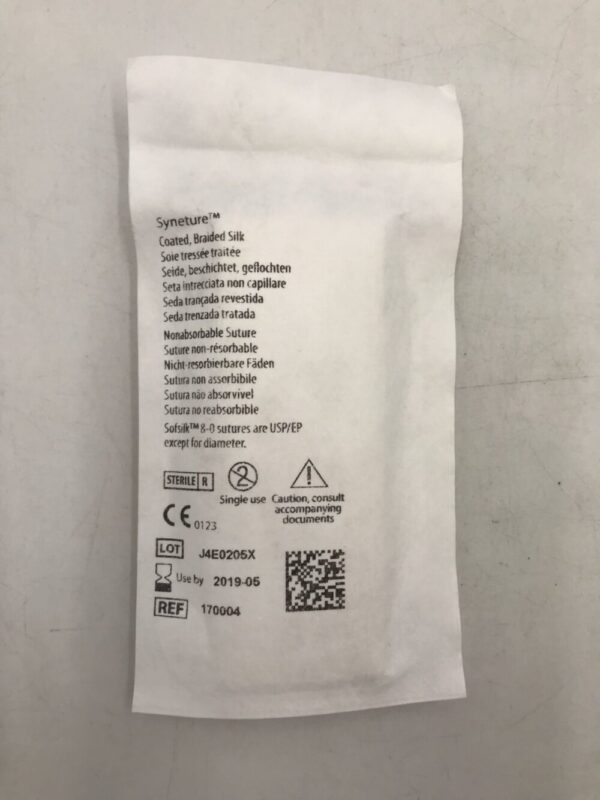 Syneture™
Coated, Braided Silk
Soie tressée traitée
Seide, beschichtet, geflochten
Seta intrecciata non capillare
Seda trançada revestida
Seda trenzada tratada
Nonabsorbable Suture
Suture non-résorbable
Nicht-resorbierbare Fäden
Sutura non assorbibile
Sutura não absorvível
Sutura no reabsorbible
Sofsilk™ 8-0 sutures are USP/EP
except for diameter.
STERILE R
2
Single use
Caution, consult
accompanying
documents
CE 0123
LOT J4E0205X
Use by 2019-05
REF 170004